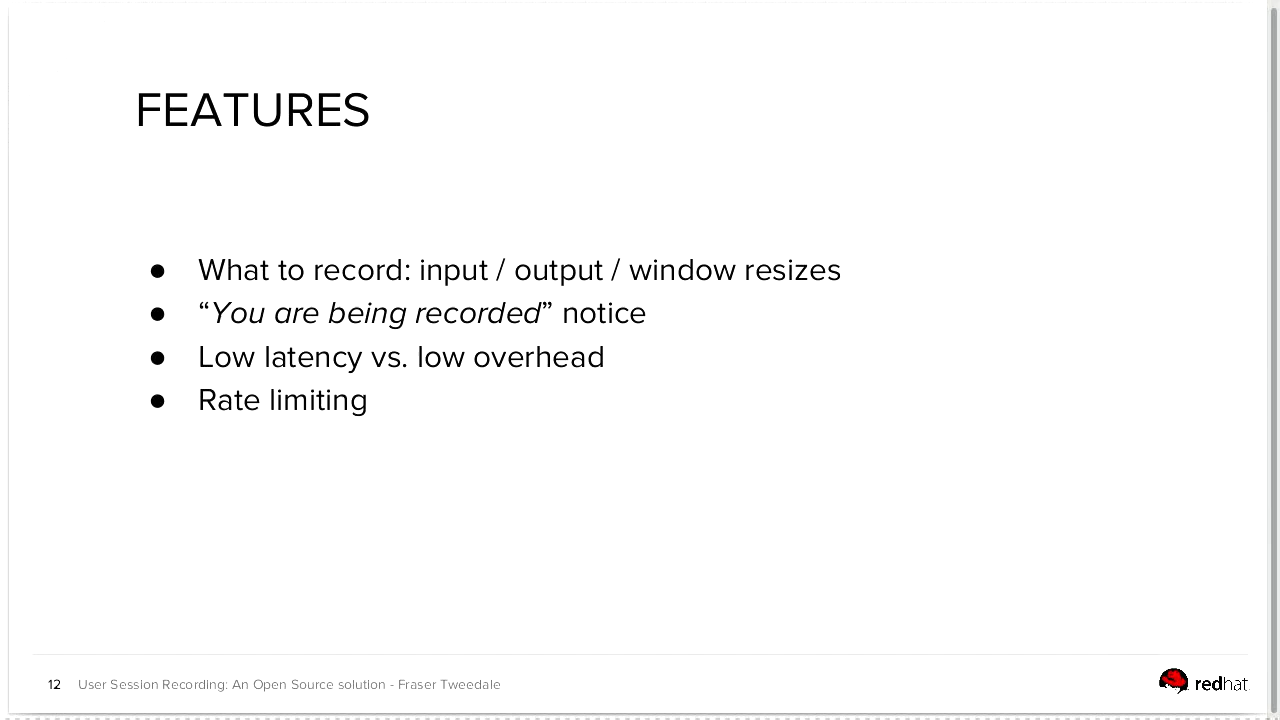 FEATURES
● What to record: input / output / window resizes
● “You are being recorded” notice
● Low latency vs. low overhead
● Rate limiting
12 User Session Recording: An Open Source solution - Fraser Tweedale
redhat.